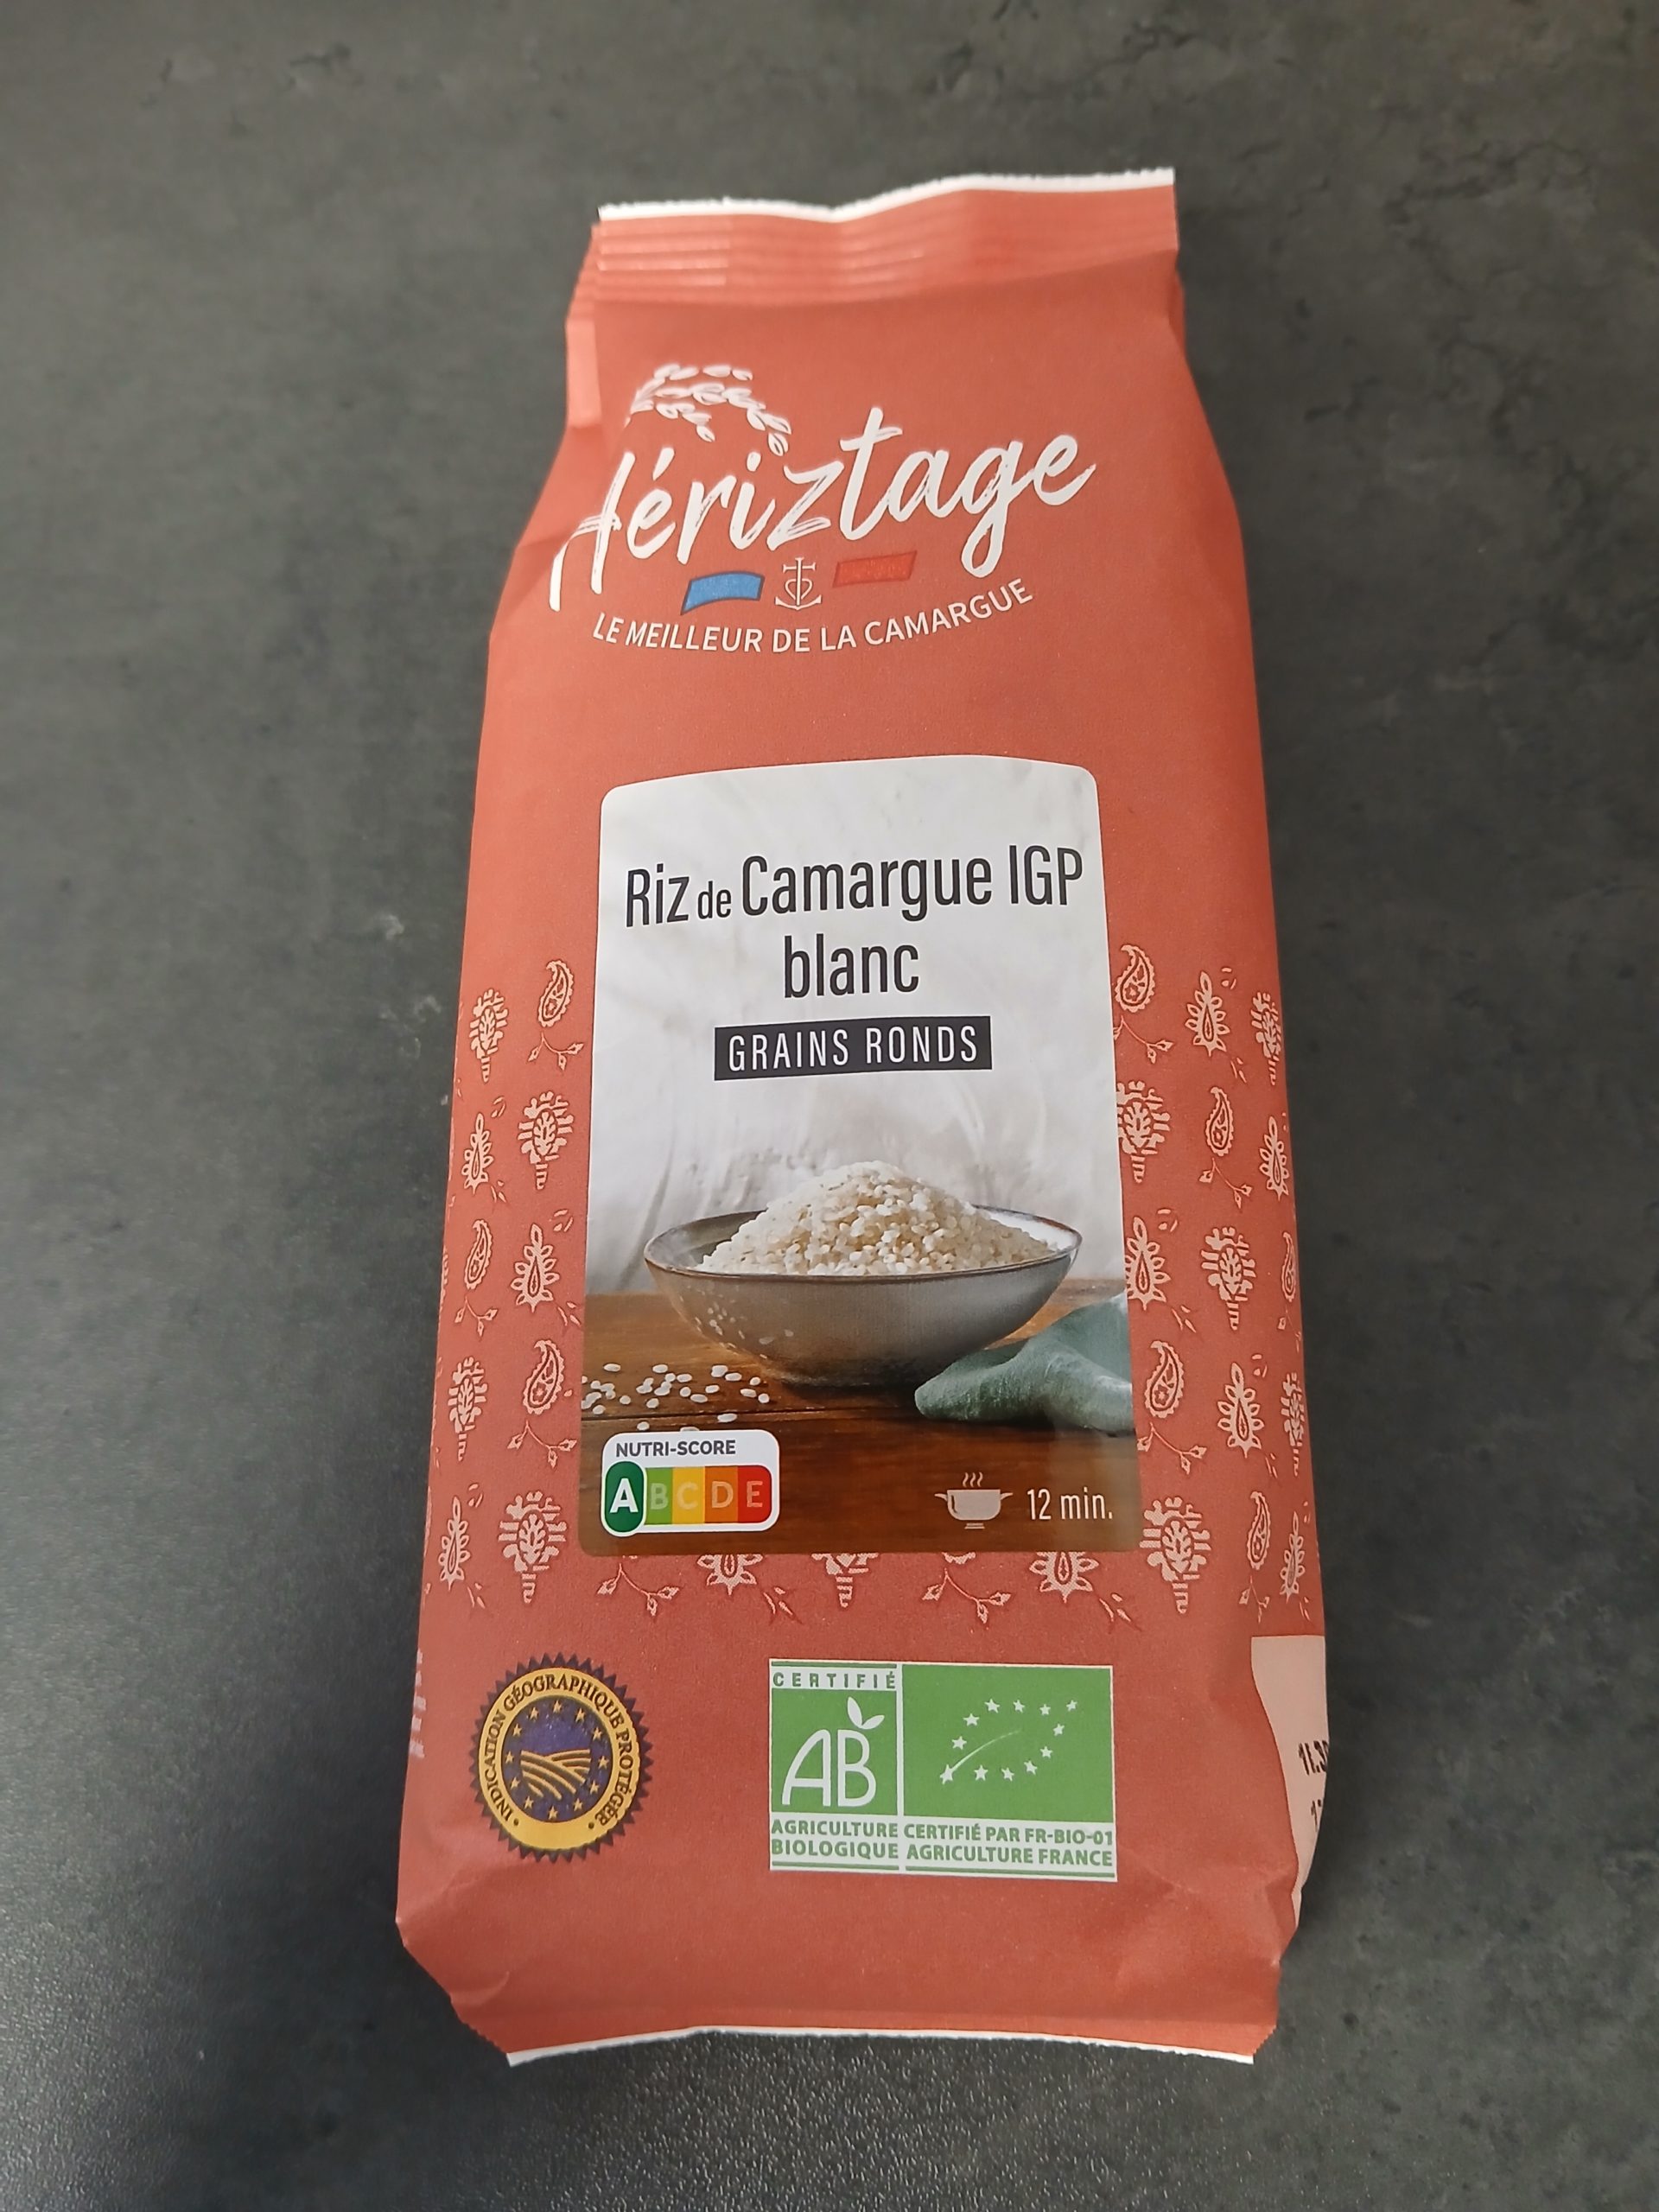 Hériztage
LE MEILLEUR DE LA CAMARGUE
Riz de Camargue IGP
blanc
GRAINS RONDS
NUTRI-SCORE
A B C D E
12 min.
INDICATION GÉOGRAPHIQUE PROTÉGÉE
CERTIFIÉ
AB
AGRICULTURE
BIOLOGIQUE
CERTIFIÉ PAR FR-BIO-01
AGRICULTURE FRANCE